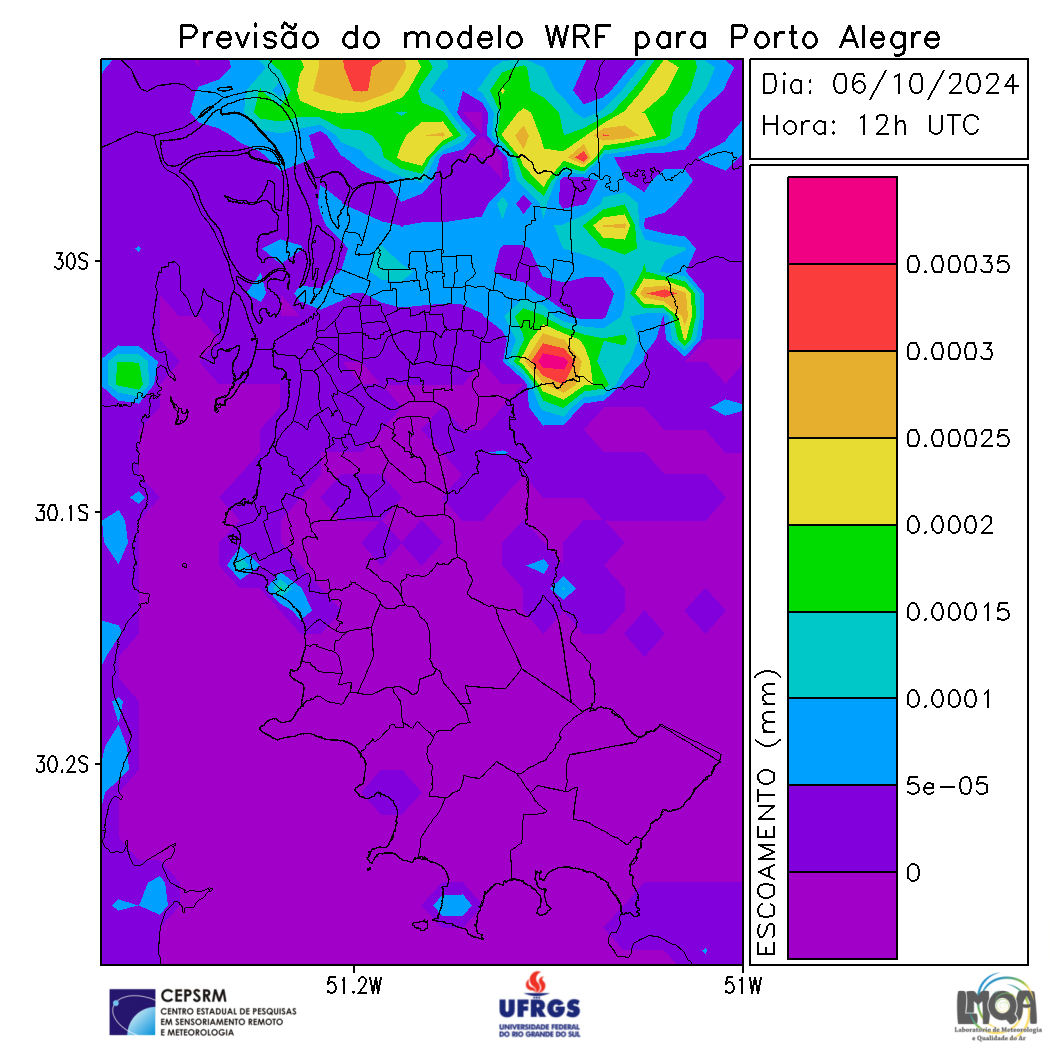 Previsão do modelo WRF para Porto Alegre
Dia: 06/10/2024
Hora: 12h UTC
30S
30.1S
30.2S
51.2W
51W
ESCOAMENTO (mm)
0.00035
0.0003
0.00025
0.0002
0.00015
0.0001
5e-05
0
CEPSRM
CENTRO ESTADUAL DE PESQUISAS
EM SENSORIAMENTO REMOTO
E METEOROLOGIA
UFRGS
UNIVERSIDADE FEDERAL
DO RIO GRANDE DO SUL
LMQA
Laboratório de Meteorologia
e Qualidade do Ar